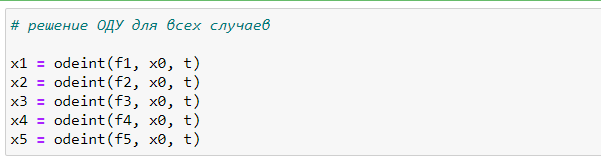 # решение ОДУ для всех случаев
x1 = odeint(f1, x0, t)
x2 = odeint(f2, x0, t)
x3 = odeint(f3, x0, t)
x4 = odeint(f4, x0, t)
x5 = odeint(f5, x0, t)